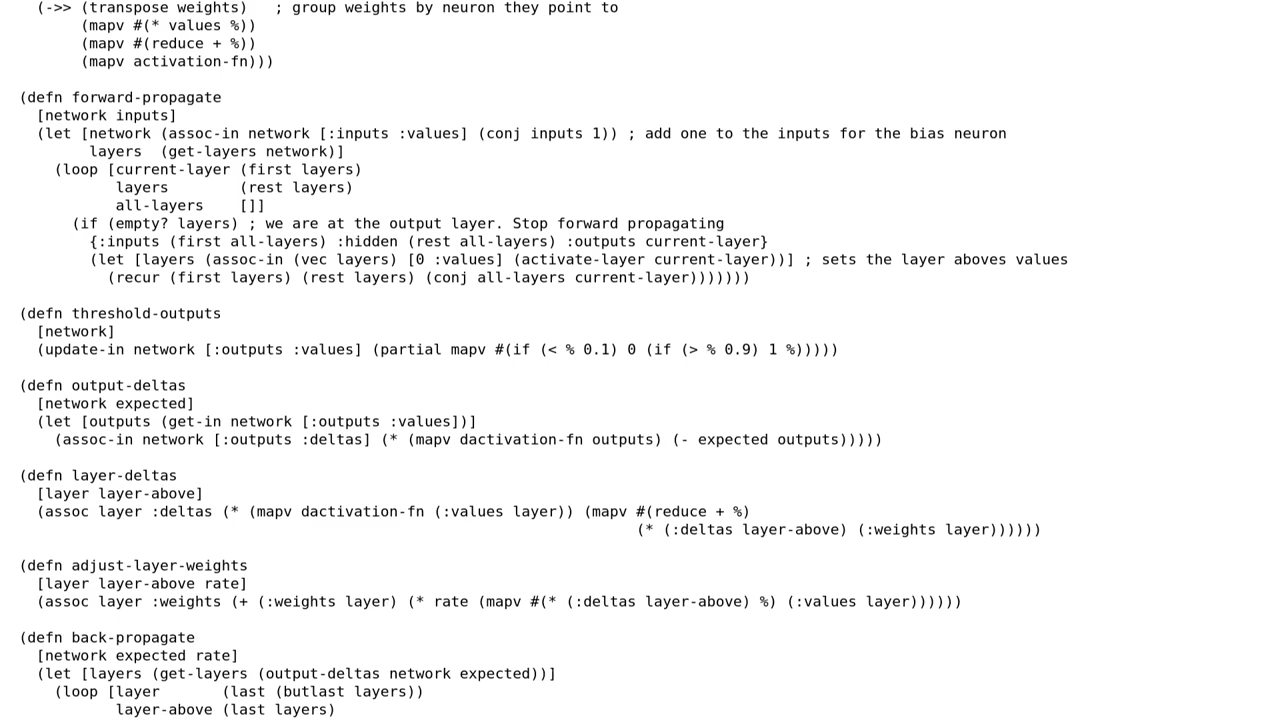 (->> (transpose weights)   ; group weights by neuron they point to
     (mapv #(* values %))
     (mapv #(reduce + %))
     (mapv activation-fn)))

(defn forward-propagate
  [network inputs]
  (let [network (assoc-in network [:inputs :values] (conj inputs 1)) ; add one to the inputs for the bias neuron
        layers  (get-layers network)]
    (loop [current-layer (first layers)
           layers        (rest layers)
           all-layers    []]
      (if (empty? layers) ; we are at the output layer. Stop forward propagating
        {:inputs (first all-layers) :hidden (rest all-layers) :outputs current-layer}
        (let [layers (assoc-in (vec layers) [0 :values] (activate-layer current-layer))] ; sets the layer aboves values
          (recur (first layers) (rest layers) (conj all-layers current-layer)))))))

(defn threshold-outputs
  [network]
  (update-in network [:outputs :values] (partial mapv #(if (< % 0.1) 0 (if (> % 0.9) 1 %)))))

(defn output-deltas
  [network expected]
  (let [outputs (get-in network [:outputs :values])]
    (assoc-in network [:outputs :deltas] (* (mapv dactivation-fn outputs) (- expected outputs)))))

(defn layer-deltas
  [layer layer-above]
  (assoc layer :deltas (* (mapv dactivation-fn (:values layer)) (mapv #(reduce + %)
                                                                      (* (:deltas layer-above) (:weights layer))))))

(defn adjust-layer-weights
  [layer layer-above rate]
  (assoc layer :weights (+ (:weights layer) (* rate (mapv #(* (:deltas layer-above) %) (:values layer))))))

(defn back-propagate
  [network expected rate]
  (let [layers (get-layers (output-deltas network expected))]
    (loop [layer       (last (butlast layers))
           layer-above (last layers)